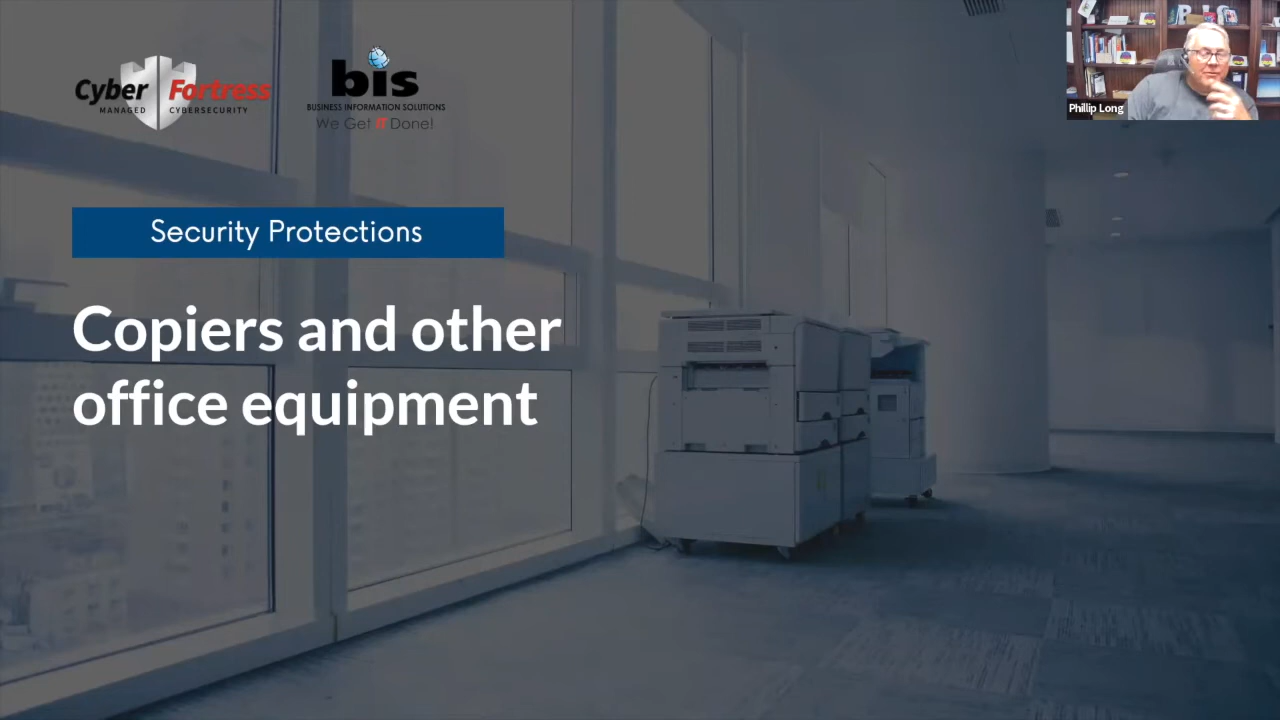 Cyber Fortress
MANAGED CYBERSECURITY
bis
BUSINESS INFORMATION SOLUTIONS
We Get IT Done!
Phillip Long
Security Protections
Copiers and other
office equipment